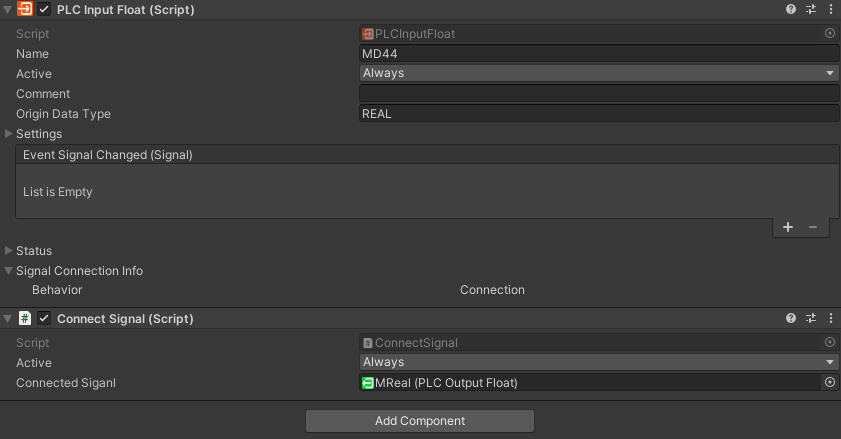 PLC Input Float (Script)
Script PLCInputFloat
Name MD44
Active Always
Comment
Origin Data Type REAL
Settings
Event Signal Changed (Signal)
List is Empty
+ −
Status
Signal Connection Info
Behavior Connection
# Connect Signal (Script)
Script # ConnectSignal
Active Always
Connected Siganl MReal (PLC Output Float)
Add Component